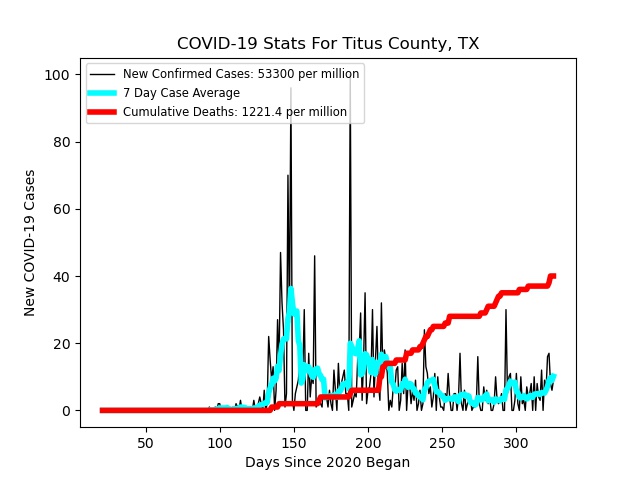 COVID-19 Stats For Titus County, TX
New Confirmed Cases: 53300 per million
7 Day Case Average
Cumulative Deaths: 1221.4 per million
New COVID-19 Cases
100
80
60
40
20
0
50
100
150
200
250
300
Days Since 2020 Began